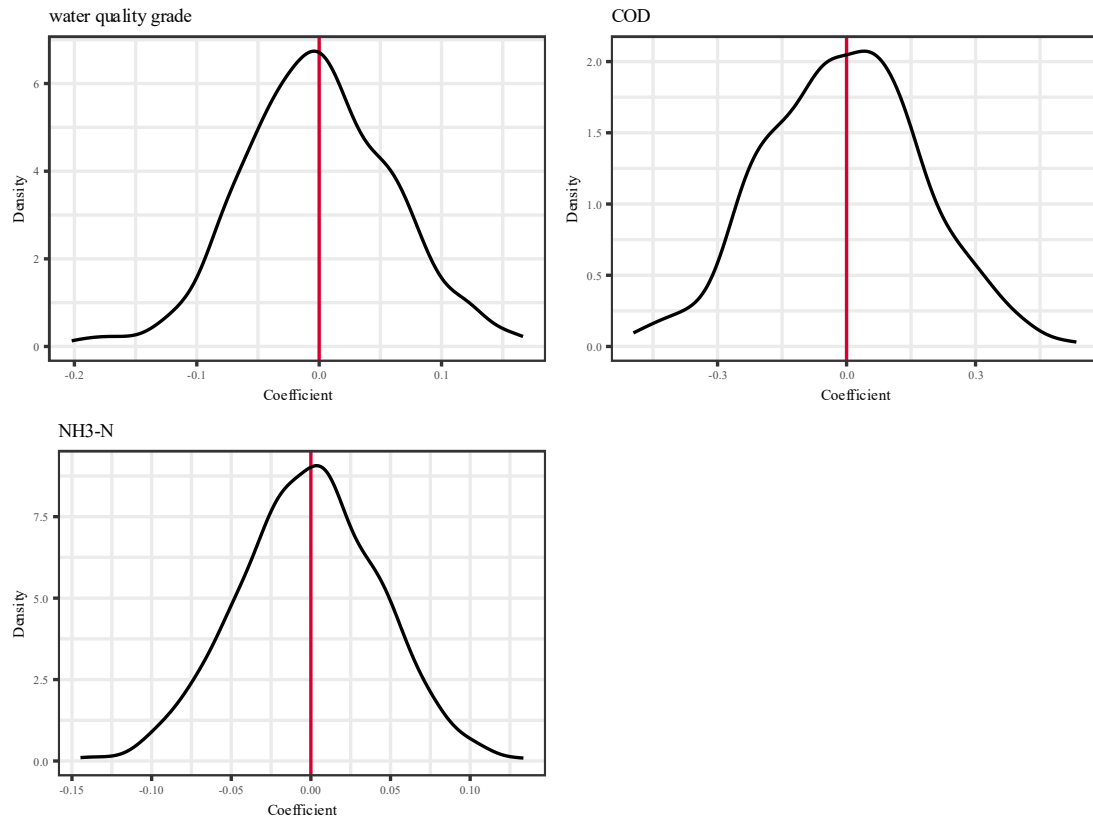 water quality grade
6
4
2
0
Density
-0.2
-0.1
0.0
0.1
Coefficient
COD
2.0
1.5
1.0
0.5
0.0
Density
-0.3
0.0
0.3
Coefficient
NH3-N
7.5
5.0
2.5
0.0
Density
-0.15
-0.10
-0.05
0.00
0.05
0.10
Coefficient